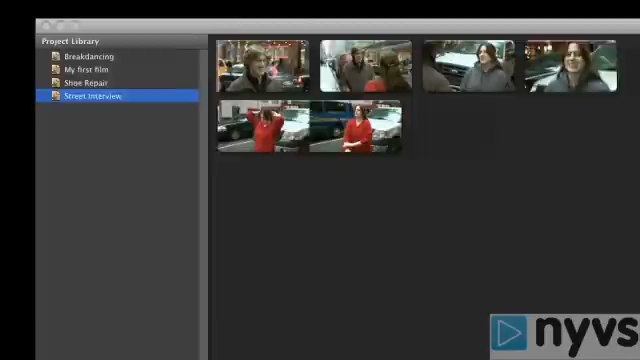 Project Library
Breakdancing
My first film
Shoe Repair
Street Interview
nyvs